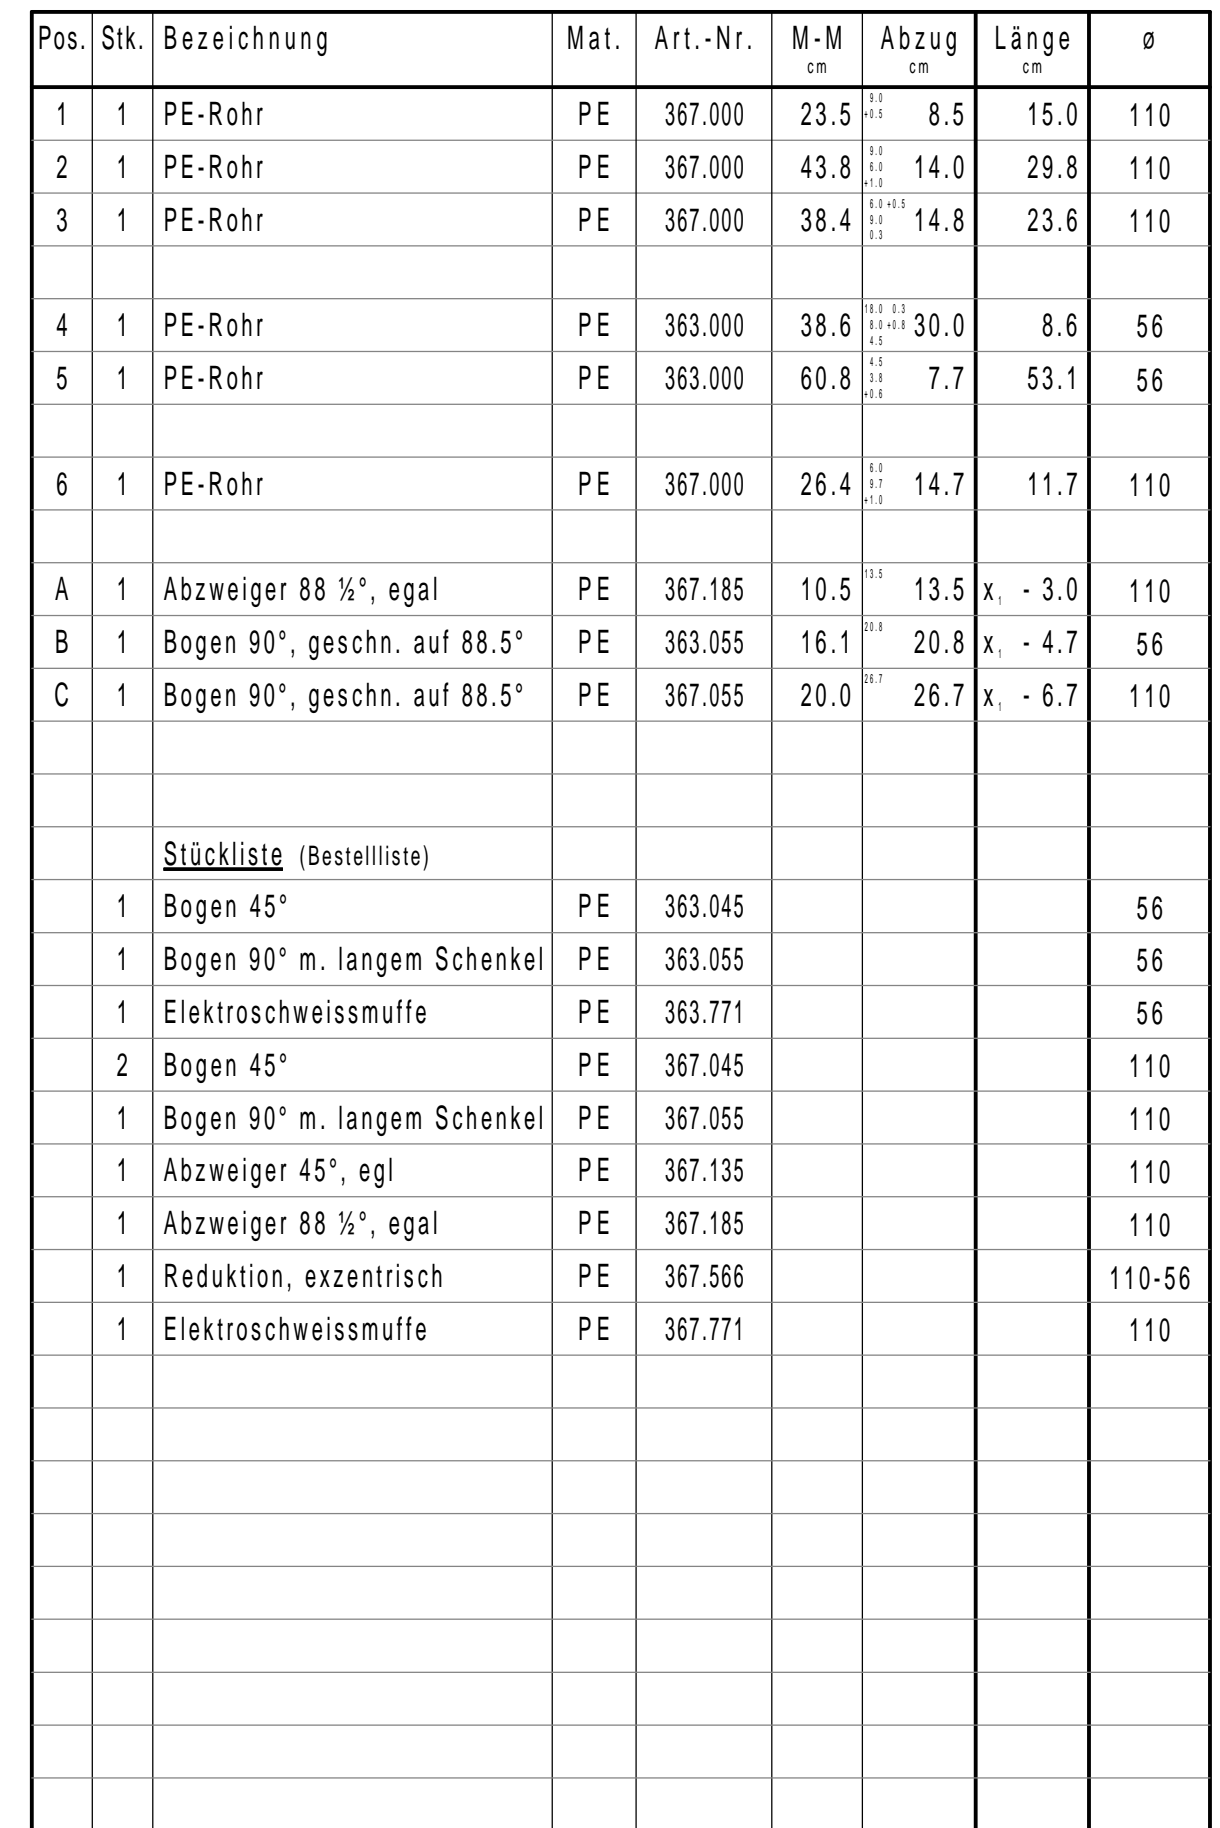 Pos. Stk. Bezeichnung Mat. Art.-Nr. M-M Abzug Länge ø
cm cm cm
1 1 PE-Rohr PE 367.000 23.5 9.0 +0.5 8.5 15.0 110
2 1 PE-Rohr PE 367.000 43.8 9.0 6.0 +1.0 14.0 29.8 110
3 1 PE-Rohr PE 367.000 38.4 6.0 +0.5 9.0 0.3 14.8 23.6 110
4 1 PE-Rohr PE 363.000 38.6 18.0 0.3 8.0 +0.8 4.5 30.0 8.6 56
5 1 PE-Rohr PE 363.000 60.8 4.5 3.8 +0.6 7.7 53.1 56
6 1 PE-Rohr PE 367.000 26.4 6.0 9.7 +1.0 14.7 11.7 110
A 1 Abzweiger 88 ½°, egal PE 367.185 10.5 13.5 13.5 x₁ - 3.0 110
B 1 Bogen 90°, geschn. auf 88.5° PE 363.055 16.1 20.8 20.8 x₁ - 4.7 56
C 1 Bogen 90°, geschn. auf 88.5° PE 367.055 20.0 26.7 26.7 x₁ - 6.7 110
Stückliste (Bestellliste)
1 Bogen 45° PE 363.045 56
1 Bogen 90° m. langem Schenkel PE 363.055 56
1 Elektroschweissmuffe PE 363.771 56
2 Bogen 45° PE 367.045 110
1 Bogen 90° m. langem Schenkel PE 367.055 110
1 Abzweiger 45°, egl PE 367.135 110
1 Abzweiger 88 ½°, egal PE 367.185 110
1 Reduktion, exzentrisch PE 367.566 110-56
1 Elektroschweissmuffe PE 367.771 110